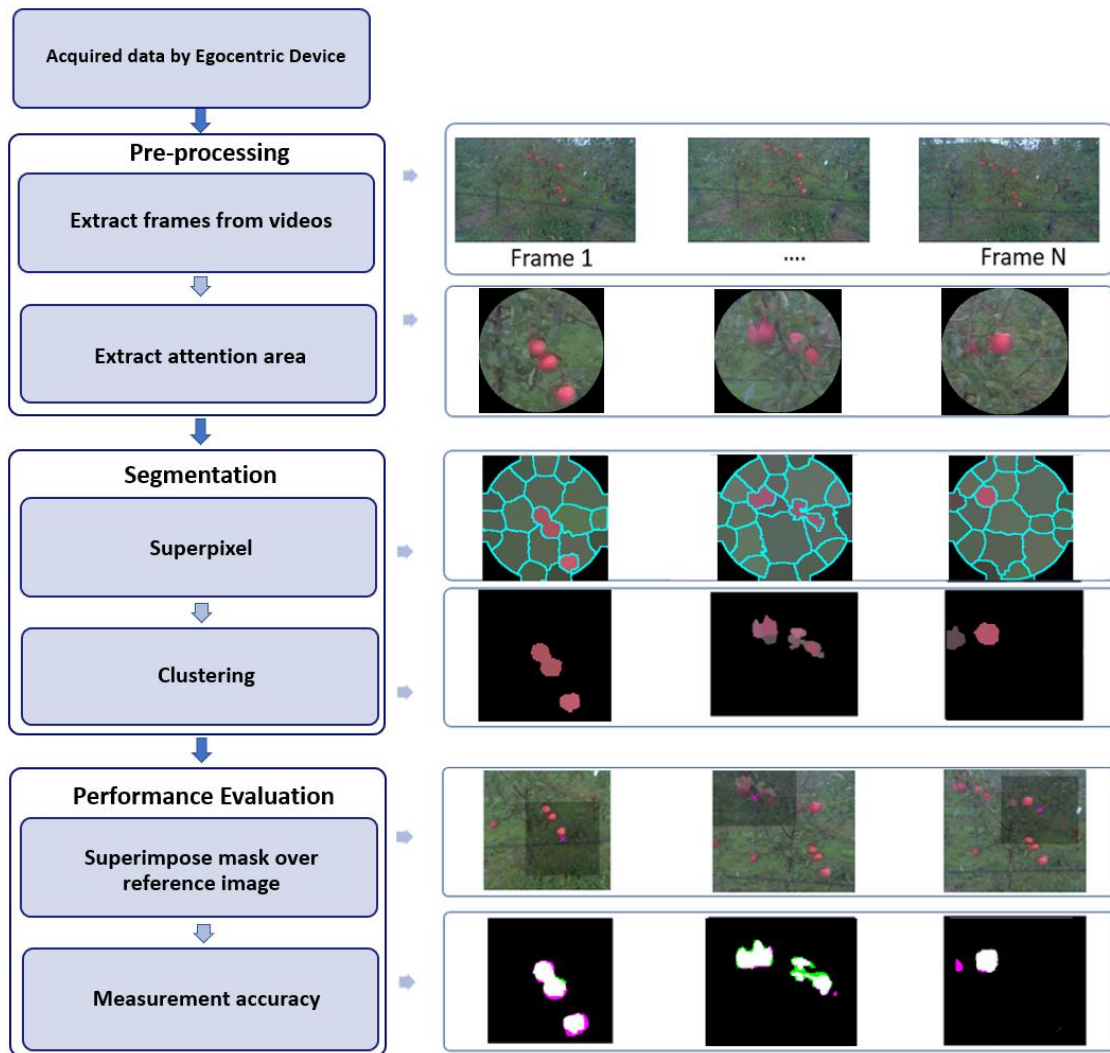 Acquired data by Egocentric Device
Pre-processing
Extract frames from videos
Frame 1
....
Frame N
Extract attention area
Segmentation
Superpixel
Clustering
Performance Evaluation
Superimpose mask over
reference image
Measurement accuracy